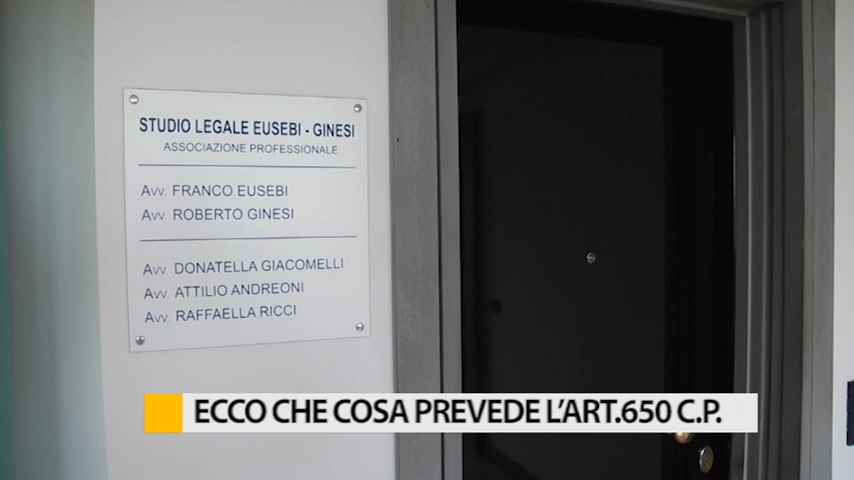 STUDIO LEGALE EUSEBI - GINESI
ASSOCIAZIONE PROFESSIONALE
Avv. FRANCO EUSEBI
Avv. ROBERTO GINESI
Avv. DONATELLA GIACOMELLI
Avv. ATTILIO ANDREONI
Avv. RAFFAELLA RICCI
ECCO CHE COSA PREVEDE L'ART.650 C.P.